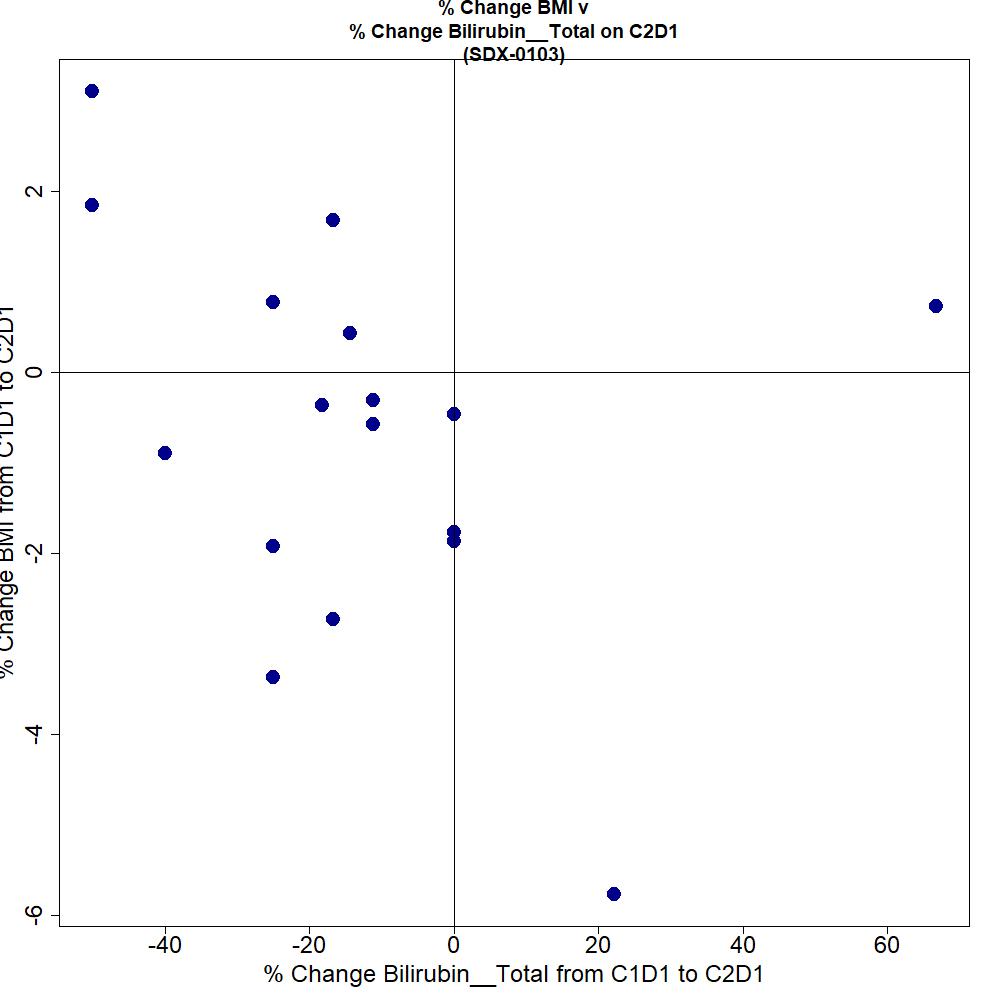 % Change BMI v
% Change Bilirubin__Total on C2D1
(SDX-0103)
% Change BMI from C1D1 to C2D1
2
0
-2
-4
-6
-40
-20
0
20
40
60
% Change Bilirubin__Total from C1D1 to C2D1